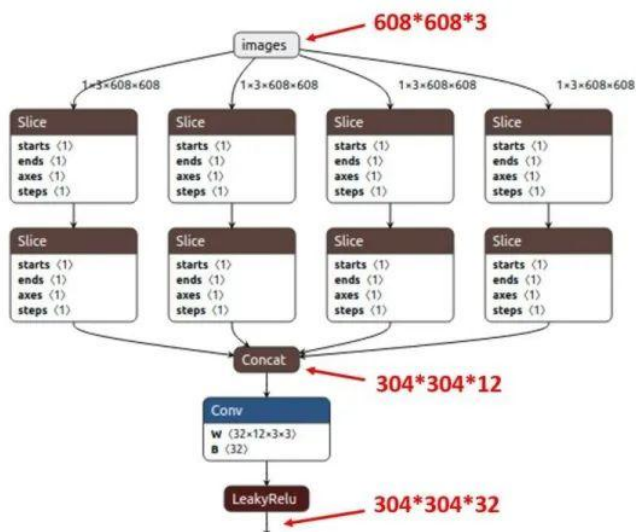 608*608*3
images
1×3×608×608 1×3×608×608 1×3×608×608 1×3×608×608
Slice Slice Slice Slice
starts ⟨1⟩ starts ⟨1⟩ starts ⟨1⟩ starts ⟨1⟩
ends ⟨1⟩ ends ⟨1⟩ ends ⟨1⟩ ends ⟨1⟩
axes ⟨1⟩ axes ⟨1⟩ axes ⟨1⟩ axes ⟨1⟩
steps ⟨1⟩ steps ⟨1⟩ steps ⟨1⟩ steps ⟨1⟩
Slice Slice Slice Slice
starts ⟨1⟩ starts ⟨1⟩ starts ⟨1⟩ starts ⟨1⟩
ends ⟨1⟩ ends ⟨1⟩ ends ⟨1⟩ ends ⟨1⟩
axes ⟨1⟩ axes ⟨1⟩ axes ⟨1⟩ axes ⟨1⟩
steps ⟨1⟩ steps ⟨1⟩ steps ⟨1⟩ steps ⟨1⟩
Concat
304*304*12
Conv
W ⟨32×12×3×3⟩
B ⟨32⟩
LeakyRelu
304*304*32